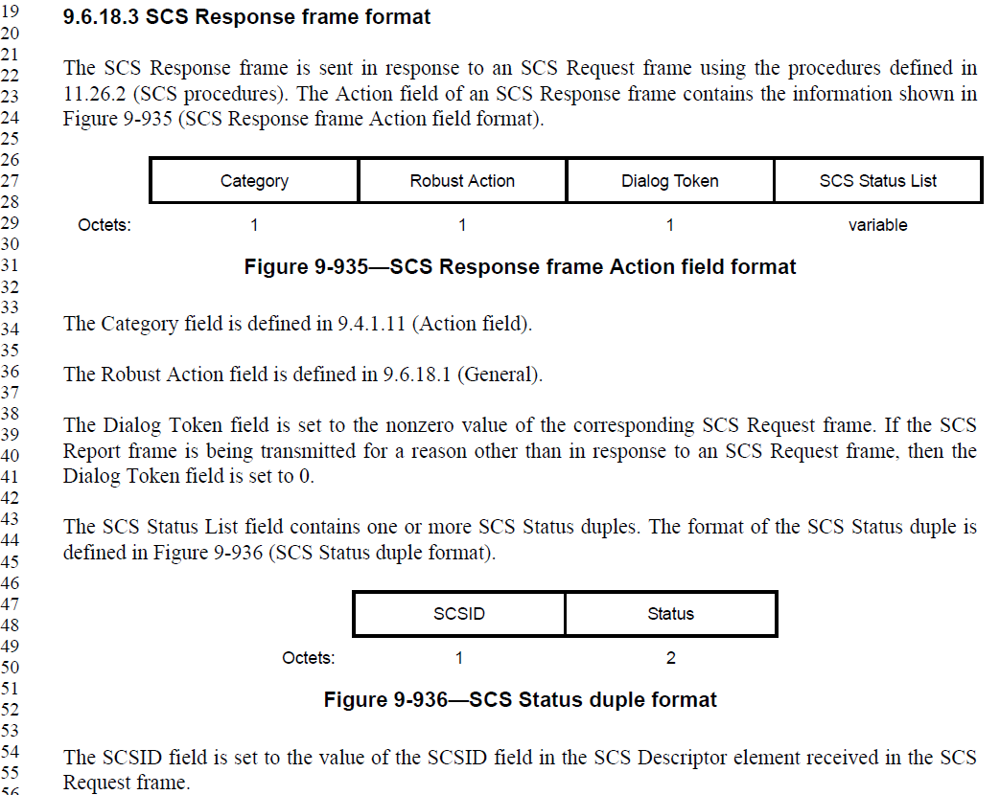 19
20
21
22
23
24
25
26
27
28
29
30
31
32
33
34
35
36
37
38
39
40
41
42
43
44
45
46
47
48
49
50
51
52
53
54
55
56
9.6.18.3 SCS Response frame format
The SCS Response frame is sent in response to an SCS Request frame using the procedures defined in
11.26.2 (SCS procedures). The Action field of an SCS Response frame contains the information shown in
Figure 9-935 (SCS Response frame Action field format).
Category Robust Action Dialog Token SCS Status List
Octets: 1 1 1 variable
Figure 9-935—SCS Response frame Action field format
The Category field is defined in 9.4.1.11 (Action field).
The Robust Action field is defined in 9.6.18.1 (General).
The Dialog Token field is set to the nonzero value of the corresponding SCS Request frame. If the SCS
Report frame is being transmitted for a reason other than in response to an SCS Request frame, then the
Dialog Token field is set to 0.
The SCS Status List field contains one or more SCS Status duples. The format of the SCS Status duple is
defined in Figure 9-936 (SCS Status duple format).
SCSID Status
Octets: 1 2
Figure 9-936—SCS Status duple format
The SCSID field is set to the value of the SCSID field in the SCS Descriptor element received in the SCS
Request frame.